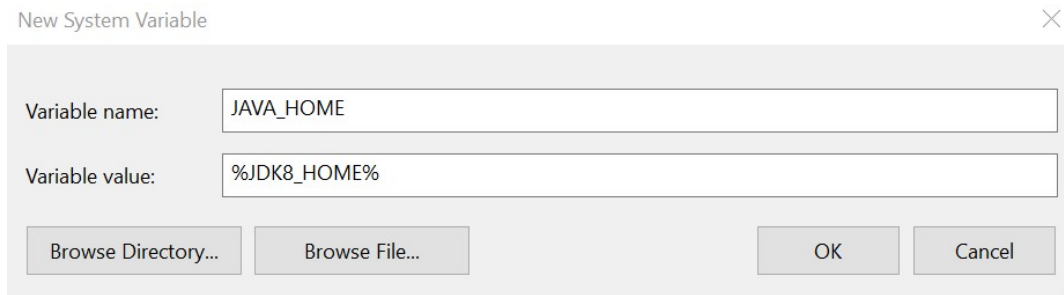 New System Variable
Variable name: JAVA_HOME
Variable value: %JDK8_HOME%
Browse Directory... Browse File... OK Cancel